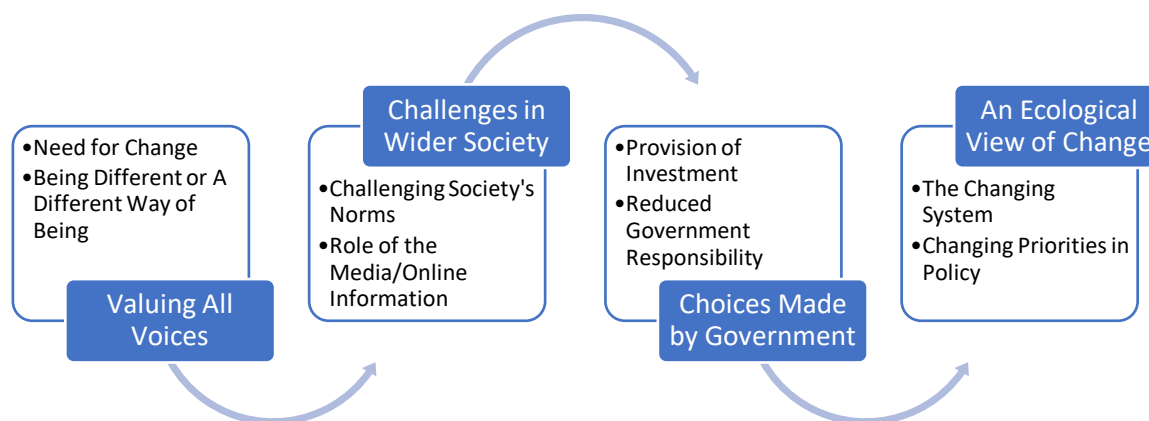 •Need for Change
•Being Different or A
Different Way of
Being
Valuing All
Voices
Challenges in
Wider Society
•Challenging Society's
Norms
•Role of the
Media/Online
Information
•Provision of
Investment
•Reduced
Government
Responsibility
Choices Made
by Government
An Ecological
View of Change
•The Changing
System
•Changing Priorities in
Policy